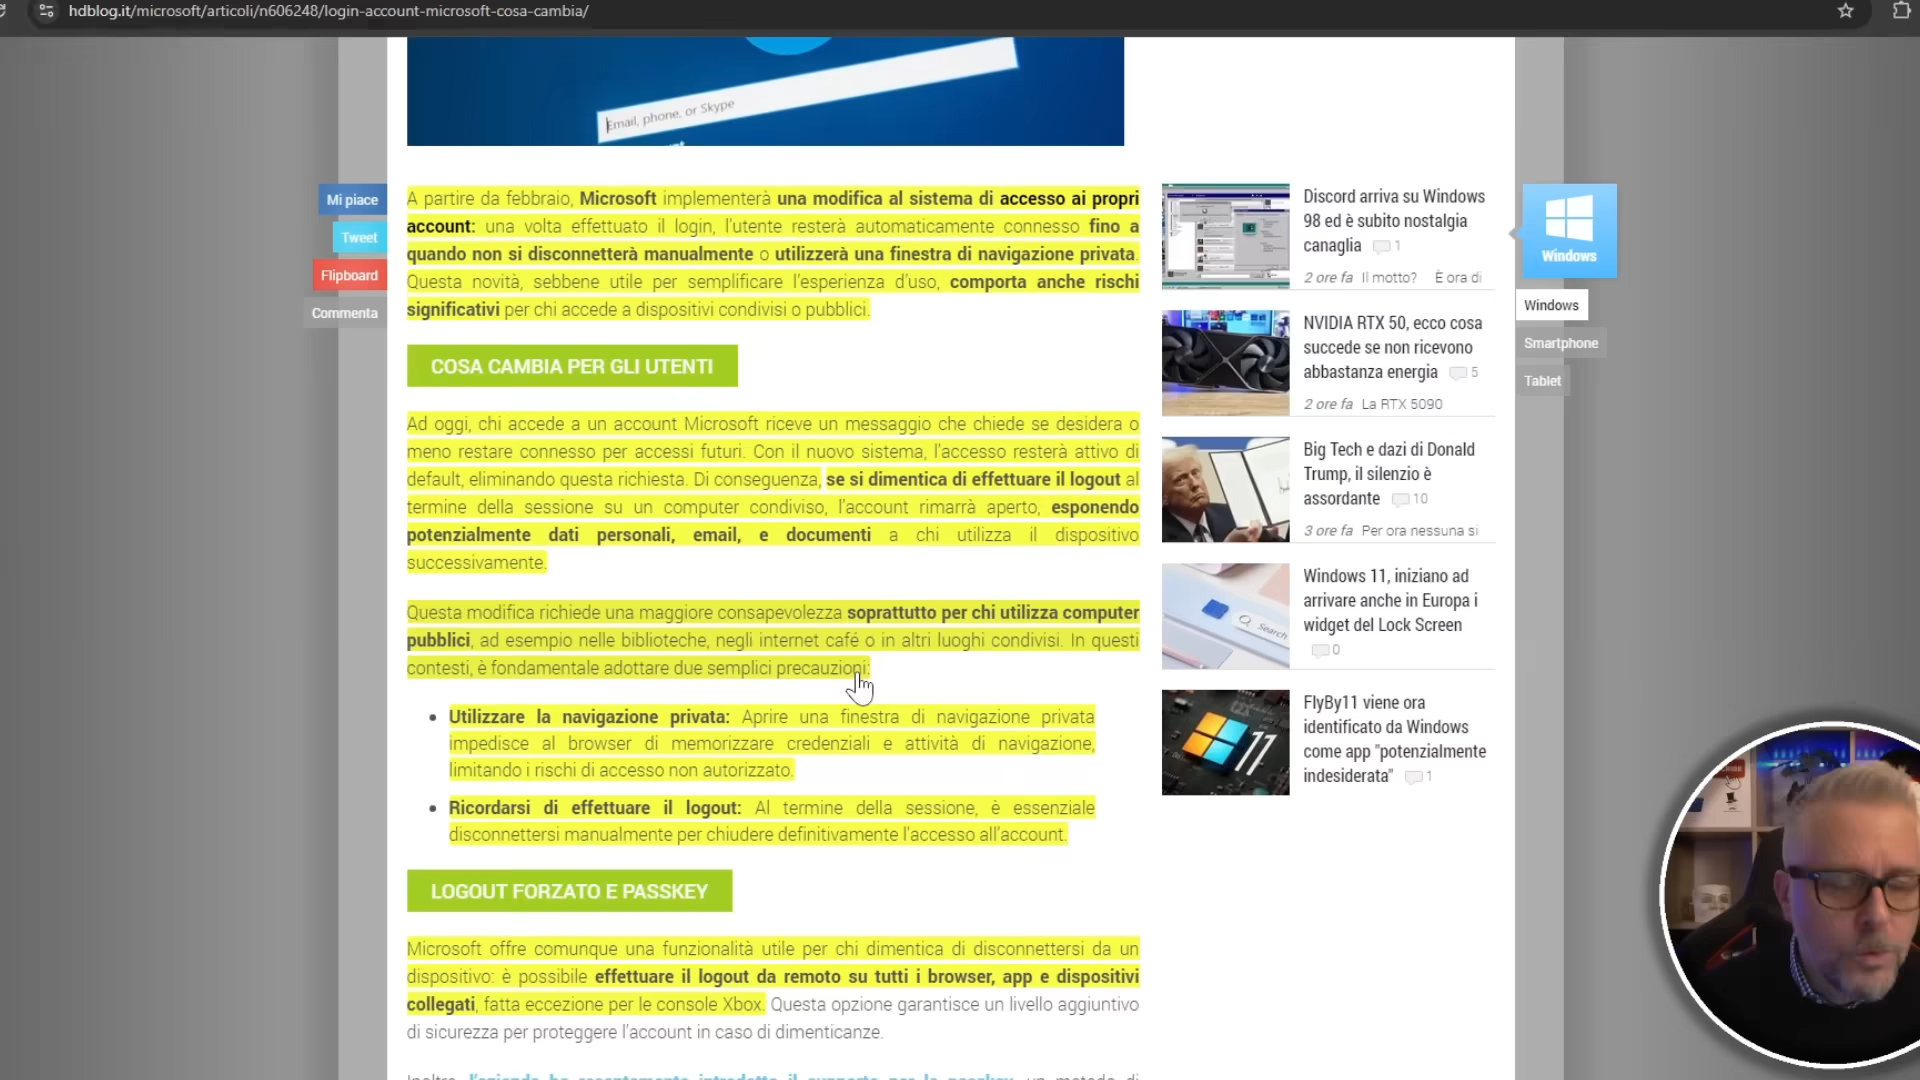 hdblog.it/microsoft/articoli/n606248/login-account-microsoft-cosa-cambia/
Email, phone, or Skype
Mi piace
Tweet
Flipboard
Commenta
A partire da febbraio, Microsoft implementerà una modifica al sistema di accesso ai propri
account: una volta effettuato il login, l'utente resterà automaticamente connesso fino a
quando non si disconnetterà manualmente o utilizzerà una finestra di navigazione privata.
Questa novità, sebbene utile per semplificare l'esperienza d'uso, comporta anche rischi
significativi per chi accede a dispositivi condivisi o pubblici.
COSA CAMBIA PER GLI UTENTI
Ad oggi, chi accede a un account Microsoft riceve un messaggio che chiede se desidera o
meno restare connesso per accessi futuri. Con il nuovo sistema, l'accesso resterà attivo di
default, eliminando questa richiesta. Di conseguenza, se si dimentica di effettuare il logout al
termine della sessione su un computer condiviso, l'account rimarrà aperto, esponendo
potenzialmente dati personali, email, e documenti a chi utilizza il dispositivo
successivamente.
Questa modifica richiede una maggiore consapevolezza soprattutto per chi utilizza computer
pubblici, ad esempio nelle biblioteche, negli internet café o in altri luoghi condivisi. In questi
contesti, è fondamentale adottare due semplici precauzioni:
Utilizzare la navigazione privata: Aprire una finestra di navigazione privata
impedisce al browser di memorizzare credenziali e attività di navigazione,
limitando i rischi di accesso non autorizzato.
Ricordarsi di effettuare il logout: Al termine della sessione, è essenziale
disconnettersi manualmente per chiudere definitivamente l'accesso all'account.
LOGOUT FORZATO E PASSKEY
Microsoft offre comunque una funzionalità utile per chi dimentica di disconnettersi da un
dispositivo: è possibile effettuare il logout da remoto su tutti i browser, app e dispositivi
collegati, fatta eccezione per le console Xbox. Questa opzione garantisce un livello aggiuntivo
di sicurezza per proteggere l'account in caso di dimenticanze.
Inoltre, l'azienda ha recentemente introdotto il supporto per le passkey, un metodo di
Discord arriva su Windows
98 ed è subito nostalgia
canaglia 1
2 ore fa Il motto? È ora di
NVIDIA RTX 50, ecco cosa
succede se non ricevono
abbastanza energia 5
2 ore fa La RTX 5090
Big Tech e dazi di Donald
Trump, il silenzio è
assordante 10
3 ore fa Per ora nessuna si
Search
Windows 11, iniziano ad
arrivare anche in Europa i
widget del Lock Screen
0
11
FlyBy11 viene ora
identificato da Windows
come app "potenzialmente
indesiderata" 1
Windows
Windows
Smartphone
Tablet